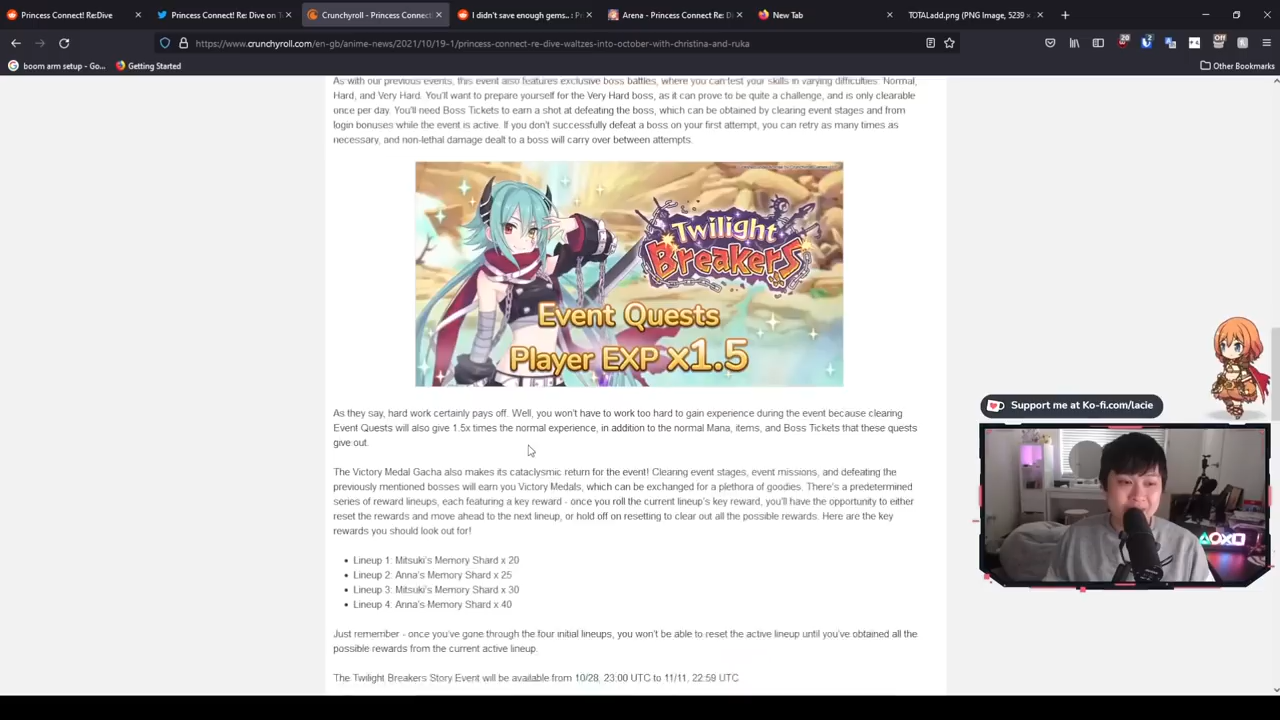 Princess Connect! Re:Dive
Princess Connect! Re: Dive on T
Crunchyroll - Princess Connect!
I didn't save enough gems.. : P
Arena - Princess Connect Re: Di
New Tab
TOTALadd.png (PNG Image, 5239 ×
https://www.crunchyroll.com/en-gb/anime-news/2021/10/19-1/princess-connect-re-dive-waltzes-into-october-with-christina-and-ruka
20
Off
boom arm setup - Go...
Getting Started
Other Bookmarks
As with our previous events, this event also features exclusive boss battles, where you can test your skills in varying difficulties: Normal,
Hard, and Very Hard. You'll want to prepare yourself for the Very Hard boss, as it can prove to be quite a challenge, and is only clearable
once per day. You'll need Boss Tickets to earn a shot at defeating the boss, which can be obtained by clearing event stages and from
login bonuses while the event is active. If you don't successfully defeat a boss on your first attempt, you can retry as many times as
necessary, and non-lethal damage dealt to a boss will carry over between attempts.
Twilight
Breakers
Event Quests
Player EXP x1.5
As they say, hard work certainly pays off. Well, you won't have to work too hard to gain experience during the event because clearing
Event Quests will also give 1.5x times the normal experience, in addition to the normal Mana, items, and Boss Tickets that these quests
give out.
The Victory Medal Gacha also makes its cataclysmic return for the event! Clearing event stages, event missions, and defeating the
previously mentioned bosses will earn you Victory Medals, which can be exchanged for a plethora of goodies. There's a predetermined
series of reward lineups, each featuring a key reward - once you roll the current lineup's key reward, you'll have the opportunity to either
reset the rewards and move ahead to the next lineup, or hold off on resetting to clear out all the possible rewards. Here are the key
rewards you should look out for!
Lineup 1: Mitsuki's Memory Shard x 20
Lineup 2: Anna's Memory Shard x 25
Lineup 3: Mitsuki's Memory Shard x 30
Lineup 4: Anna's Memory Shard x 40
Just remember - once you've gone through the four initial lineups, you won't be able to reset the active lineup until you've obtained all the
possible rewards from the current active lineup.
The Twilight Breakers Story Event will be available from 10/28, 23:00 UTC to 11/11, 22:59 UTC
Support me at Ko-fi.com/lacie